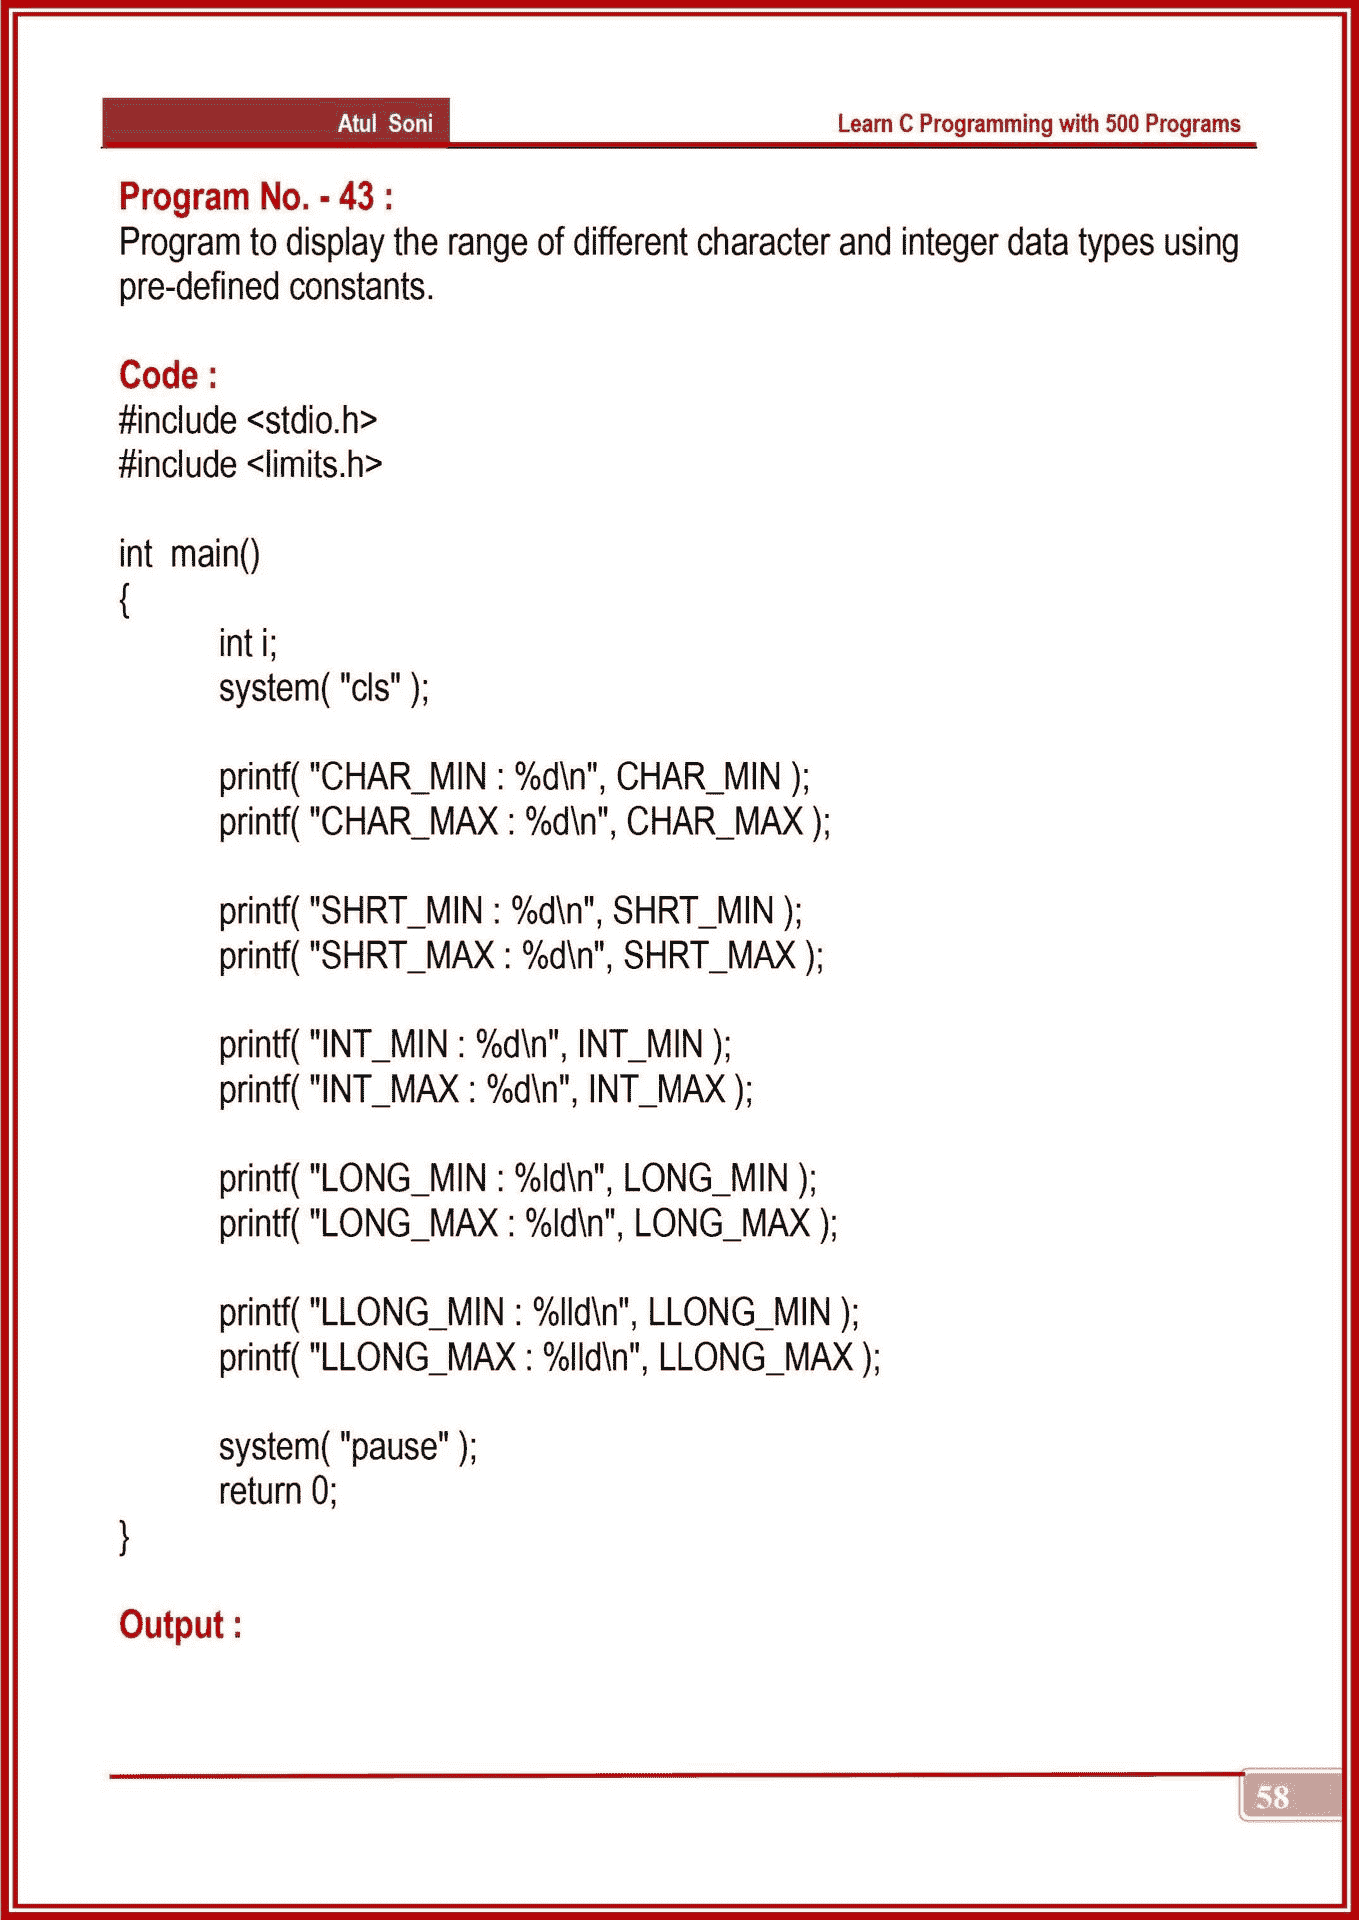 Atul  Soni
Learn C Programming with 500 Programs
Program No. - 43 :
Program to display the range of different character and integer data types using
pre-defined constants.
Code :
#include <stdio.h>
#include <limits.h>
int  main()
{
int i;
system( "cls" );
printf( "CHAR_MIN : %d\n", CHAR_MIN );
printf( "CHAR_MAX : %d\n", CHAR_MAX );
printf( "SHRT_MIN : %d\n", SHRT_MIN );
printf( "SHRT_MAX : %d\n", SHRT_MAX );
printf( "INT_MIN : %d\n", INT_MIN );
printf( "INT_MAX : %d\n", INT_MAX );
printf( "LONG_MIN : %ld\n", LONG_MIN );
printf( "LONG_MAX : %ld\n", LONG_MAX );
printf( "LLONG_MIN : %lld\n", LLONG_MIN );
printf( "LLONG_MAX : %lld\n", LLONG_MAX );
system( "pause" );
return 0;
}
Output :
58